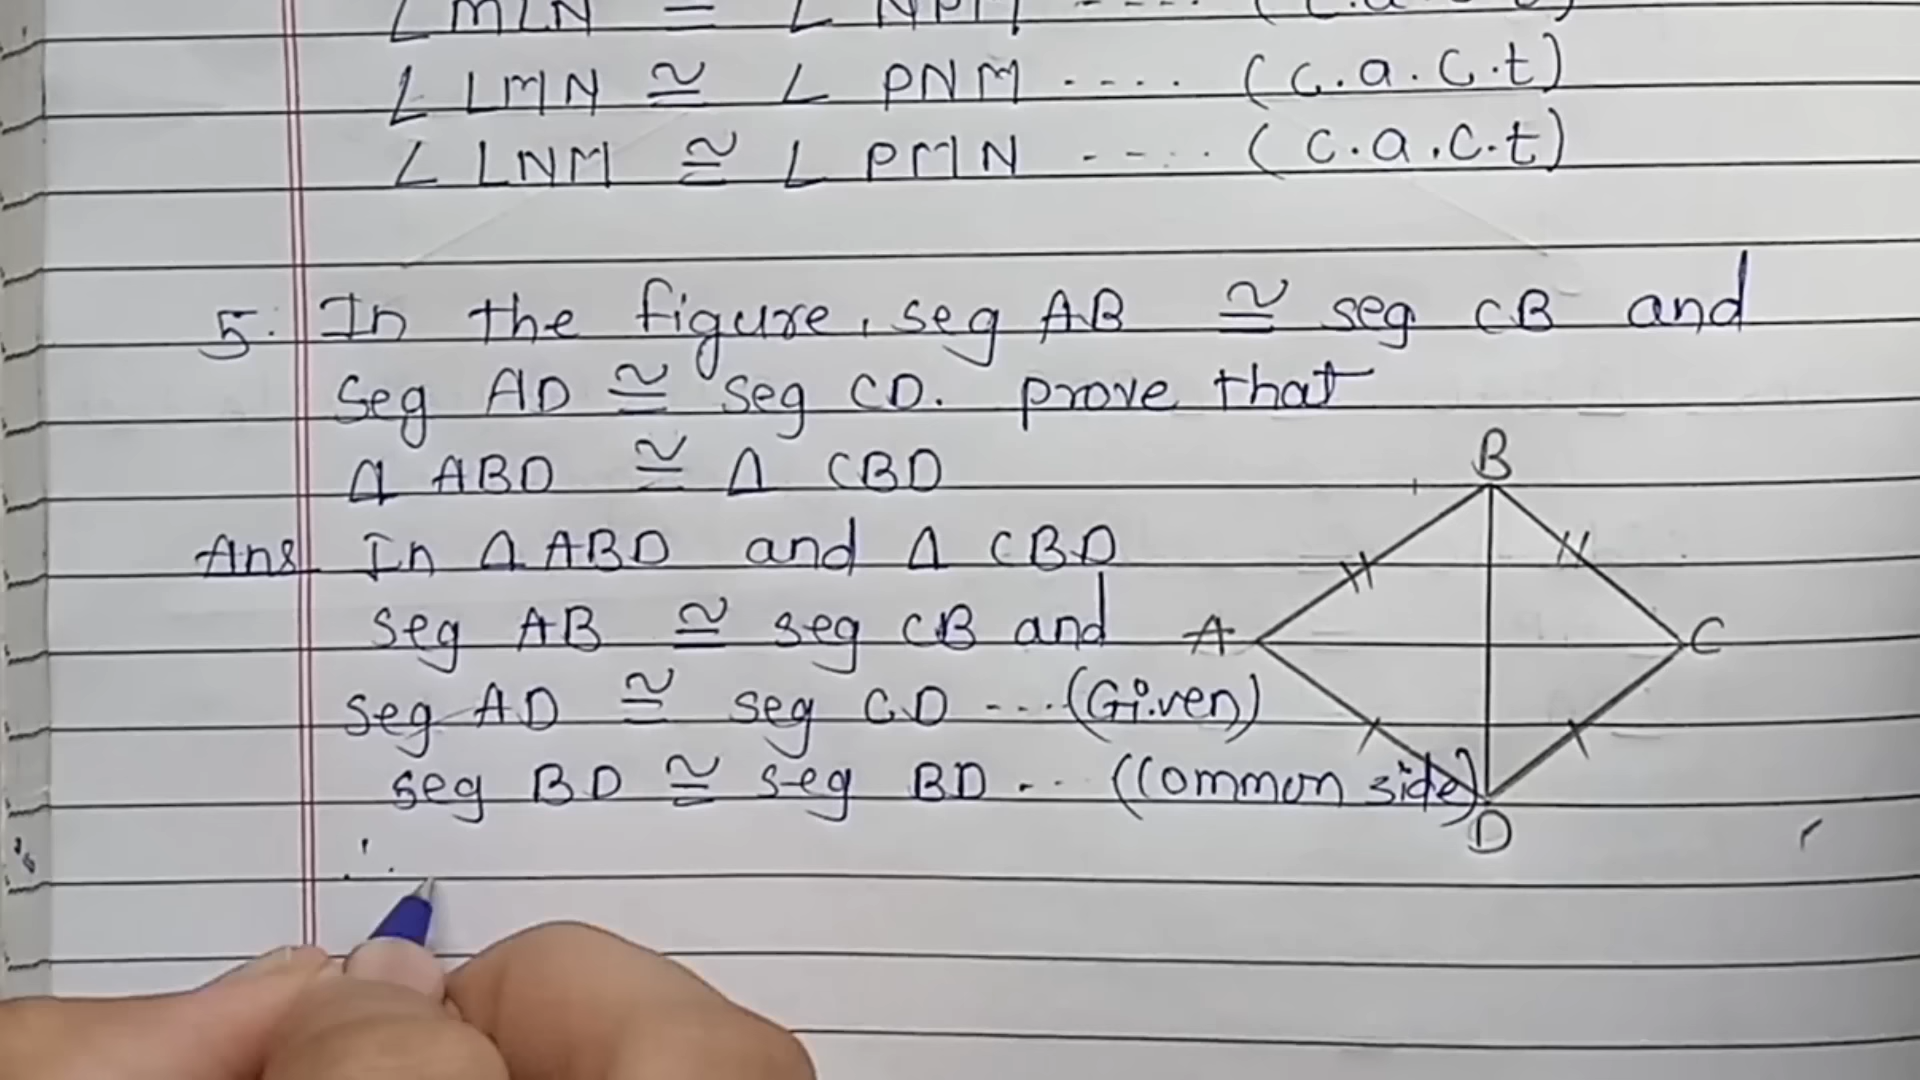 ∠ MLN ≅ ∠ NPM ....
∠ LMN ≅ ∠ PNM .... (c.a.c.t)
∠ LNM ≅ ∠ PMN ..... (c.a.c.t)
5. In the figure, seg AB ≅ seg CB and
seg AD ≅ seg CD. prove that
Δ ABD ≅ Δ CBD
Ans In Δ ABD and Δ CBD
seg AB ≅ seg CB and
seg AD ≅ seg CD ... (Given)
seg BD ≅ seg BD .. (Common side)
∴
B
A
C
D